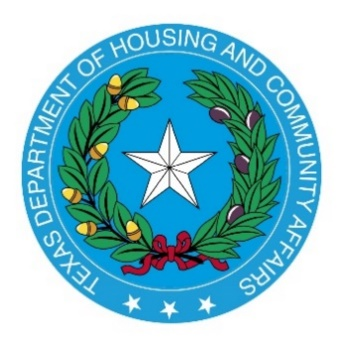 TEXAS DEPARTMENT OF HOUSING AND COMMUNITY AFFAIRS